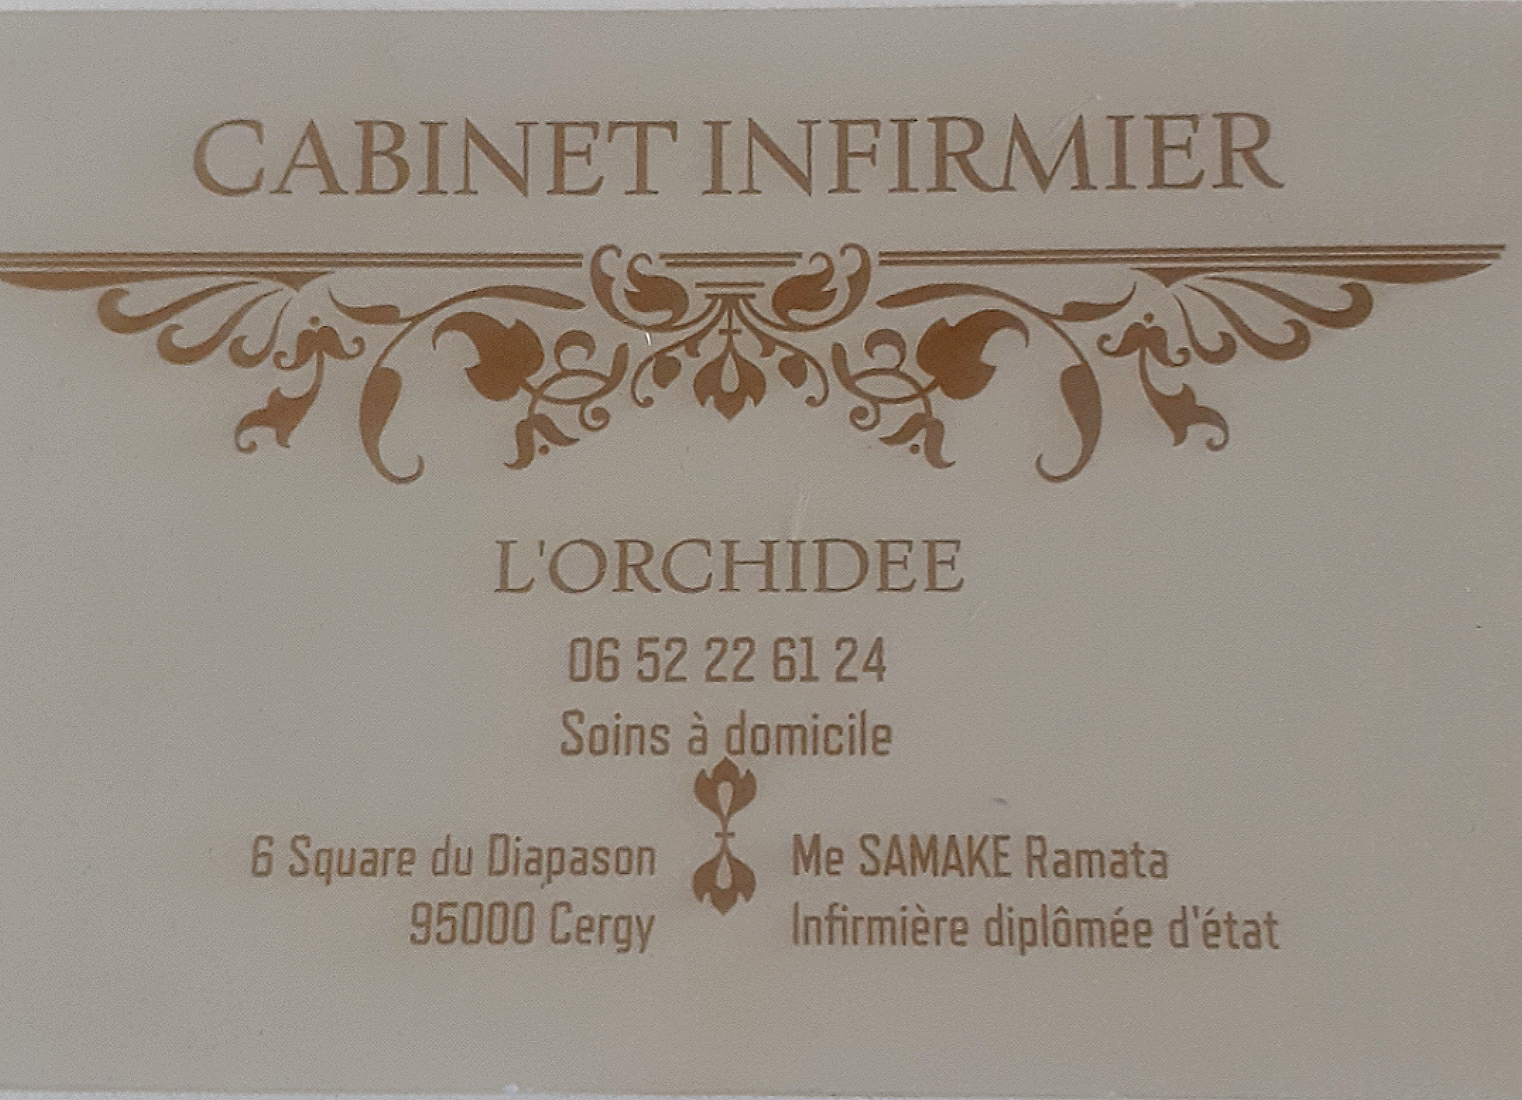 CABINET INFIRMIER
L'ORCHIDEE
06 52 22 61 24
Soins à domicile
6 Square du Diapason
95000 Cergy
Me SAMAKE Ramata
Infirmière diplômée d'état